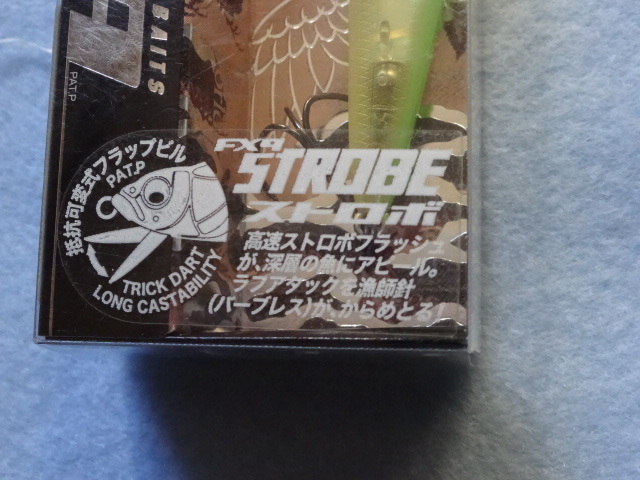 BAITS
PAT.P
抵抗可変式フラップビル
PAT.P
TRICK DART
LONG CASTABILITY
FX9
STROBE
ストロボ
高速ストロボフラッシュ
が、深層の魚にアピール。
ラフアタックを漁師針
(バーブレス)が、からめとる!